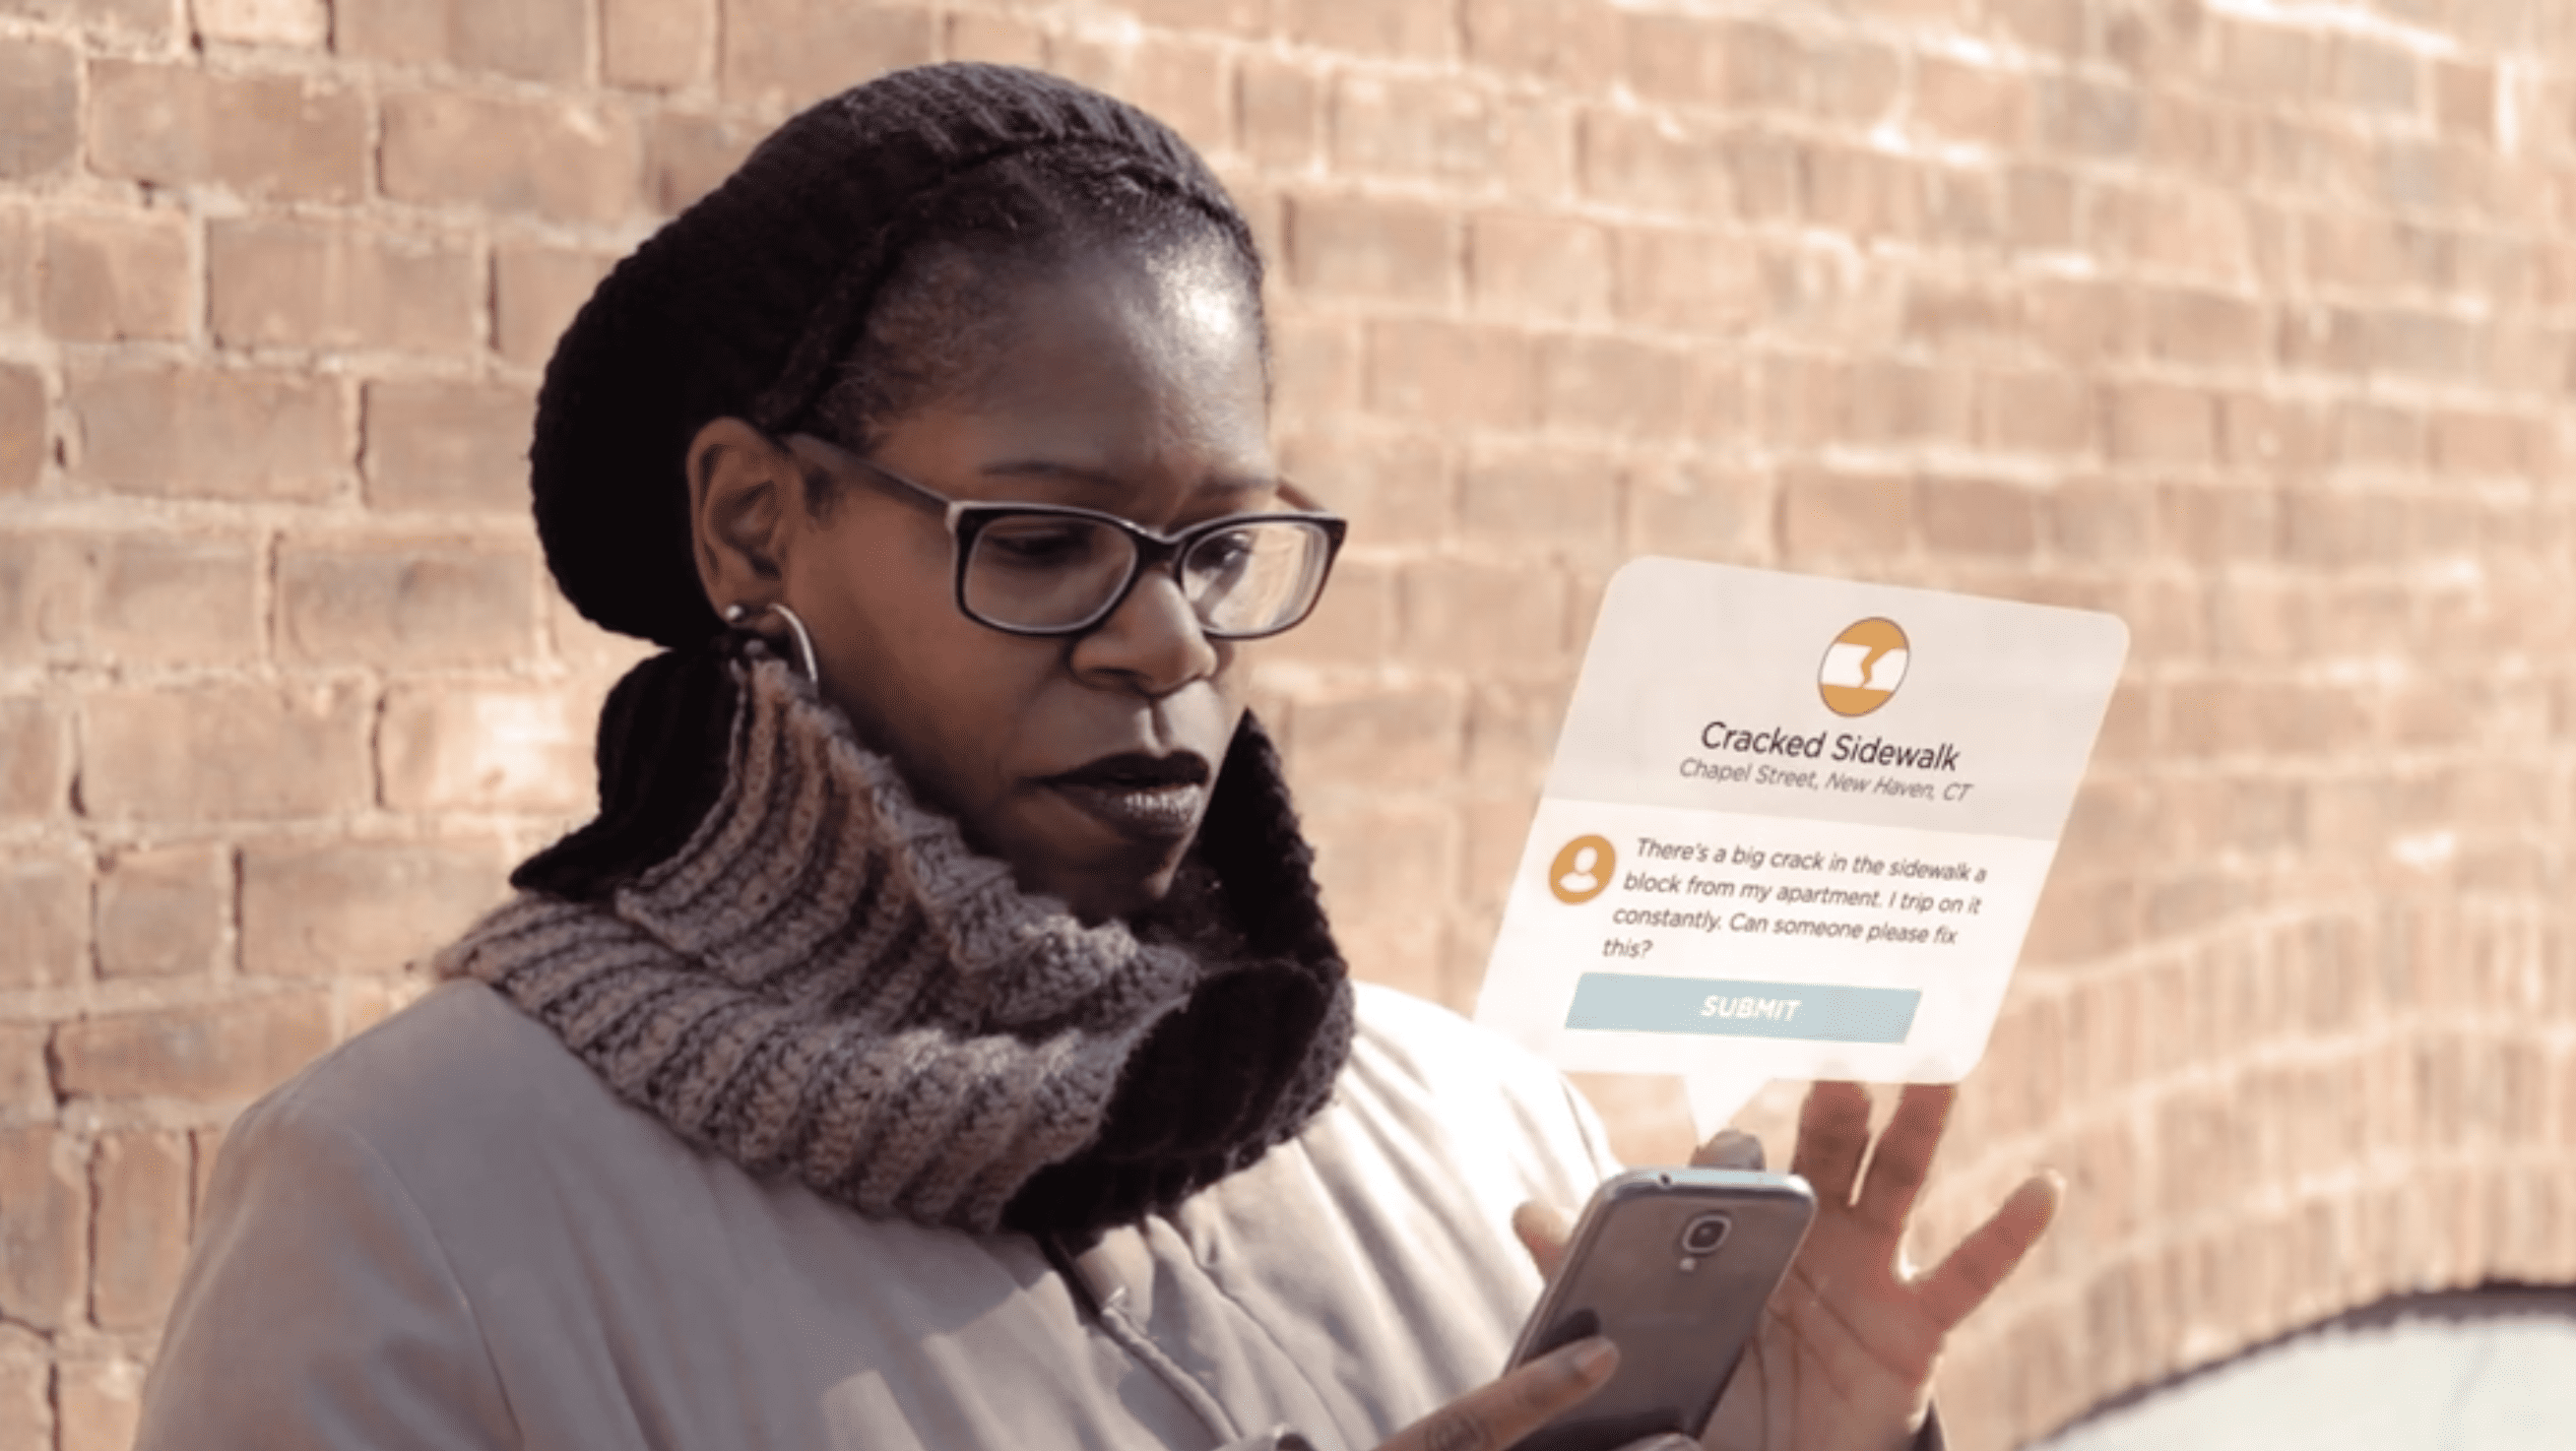 Cracked Sidewalk
Chapel Street, New Haven, CT
There's a big crack in the sidewalk a
block from my apartment. I trip on it
constantly. Can someone please fix
this?
SUBMIT